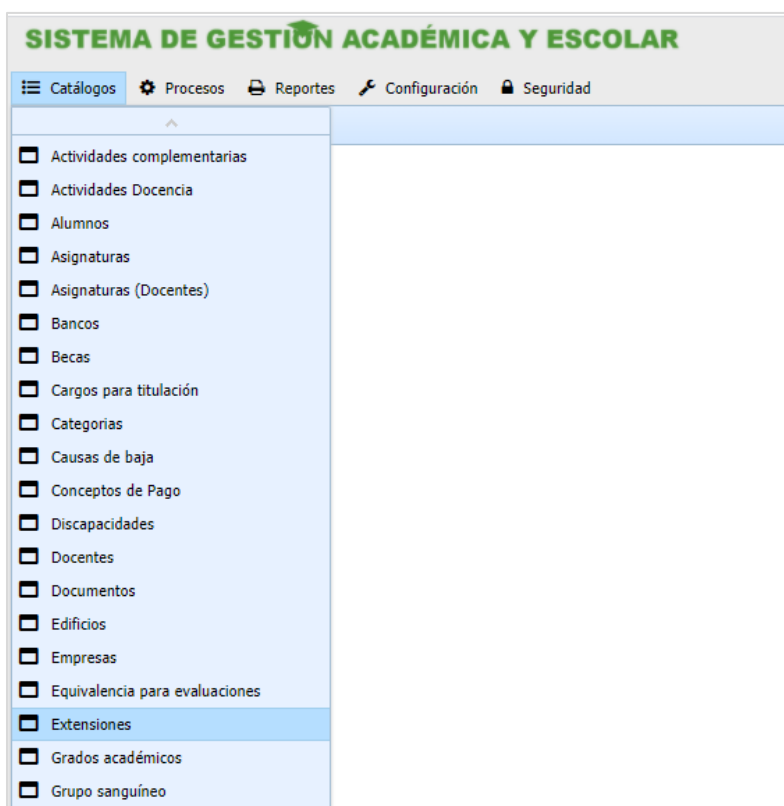 SISTEMA DE GESTIÓN ACADÉMICA Y ESCOLAR
Catálogos Procesos Reportes Configuración Seguridad
Actividades complementarias
Actividades Docencia
Alumnos
Asignaturas
Asignaturas (Docentes)
Bancos
Becas
Cargos para titulación
Categorias
Causas de baja
Conceptos de Pago
Discapacidades
Docentes
Documentos
Edificios
Empresas
Equivalencia para evaluaciones
Extensiones
Grados académicos
Grupo sanguíneo